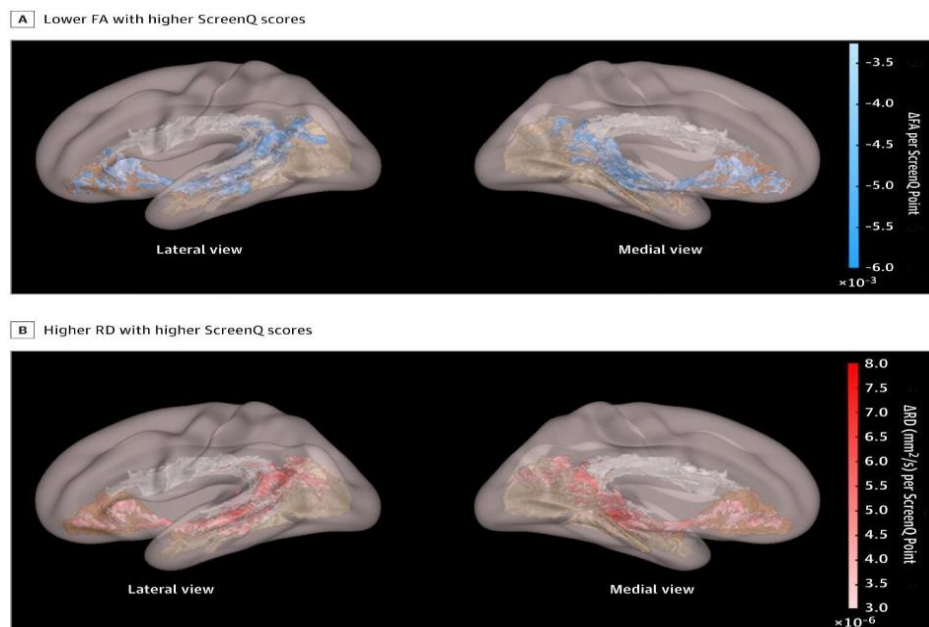 A Lower FA with higher ScreenQ scores
Lateral view
Medial view
-3.5
-4.0
-4.5
-5.0
-5.5
-6.0
×10⁻³
ΔFA per ScreenQ Point
B Higher RD with higher ScreenQ scores
Lateral view
Medial view
8.0
7.5
7.0
6.5
6.0
5.5
5.0
4.5
4.0
3.5
3.0
×10⁻⁶
ΔRD (mm²/s) per ScreenQ Point